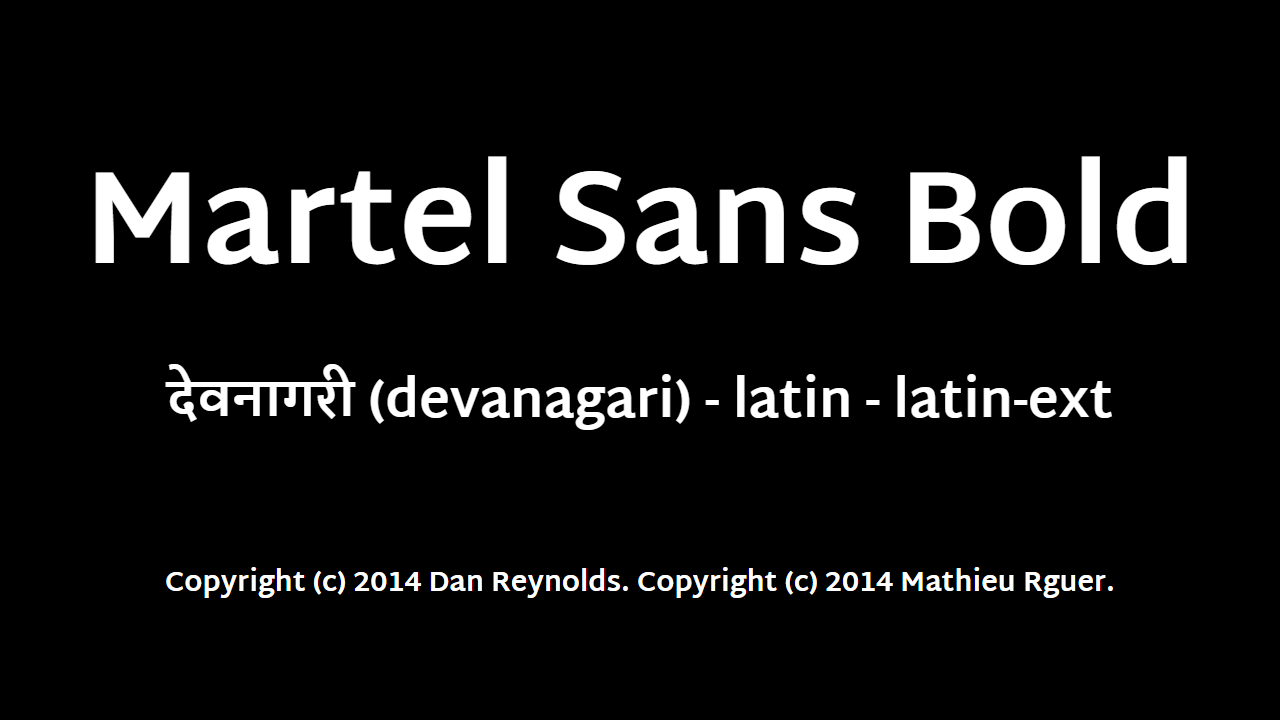 Martel Sans Bold
देवनागरी (devanagari) - latin - latin-ext
Copyright (c) 2014 Dan Reynolds. Copyright (c) 2014 Mathieu Rguer.